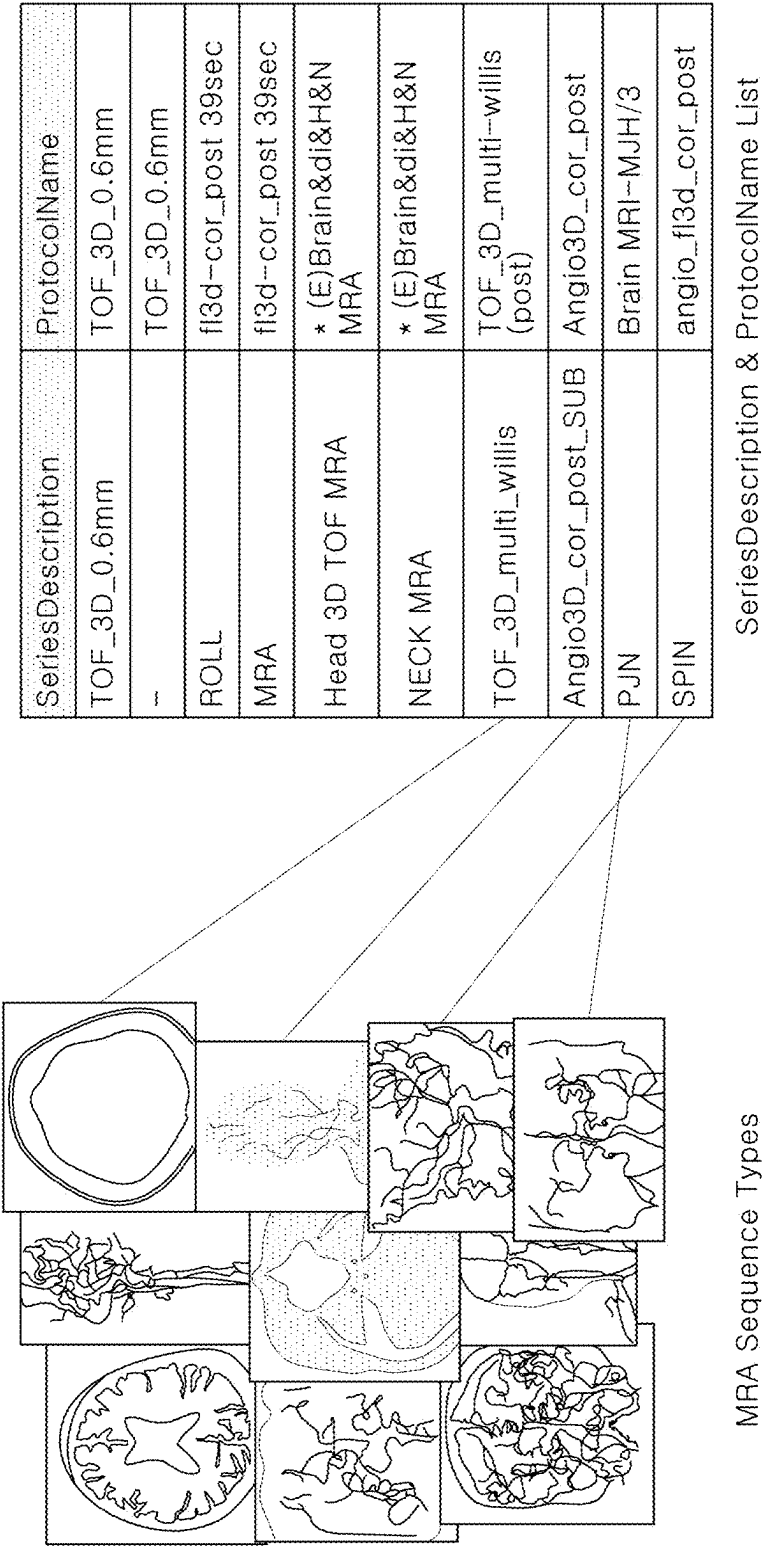 SeriesDescription ProtocolName
TOF_3D_0.6mm TOF_3D_0.6mm
- TOF_3D_0.6mm
ROLL fl3d-cor_post 39sec
MRA fl3d-cor_post 39sec
Head 3D TOF MRA * (E)Brain&di&H&N
MRA
NECK MRA * (E)Brain&di&H&N
MRA
TOF_3D_multi_willis TOF_3D_multi-willis
(post)
Angio3D_cor_post_SUB Angio3D_cor_post
PJN Brain MRI-MJH/3
SPIN angio_fl3d_cor_post
MRA Sequence Types
SeriesDescription & ProtocolName List